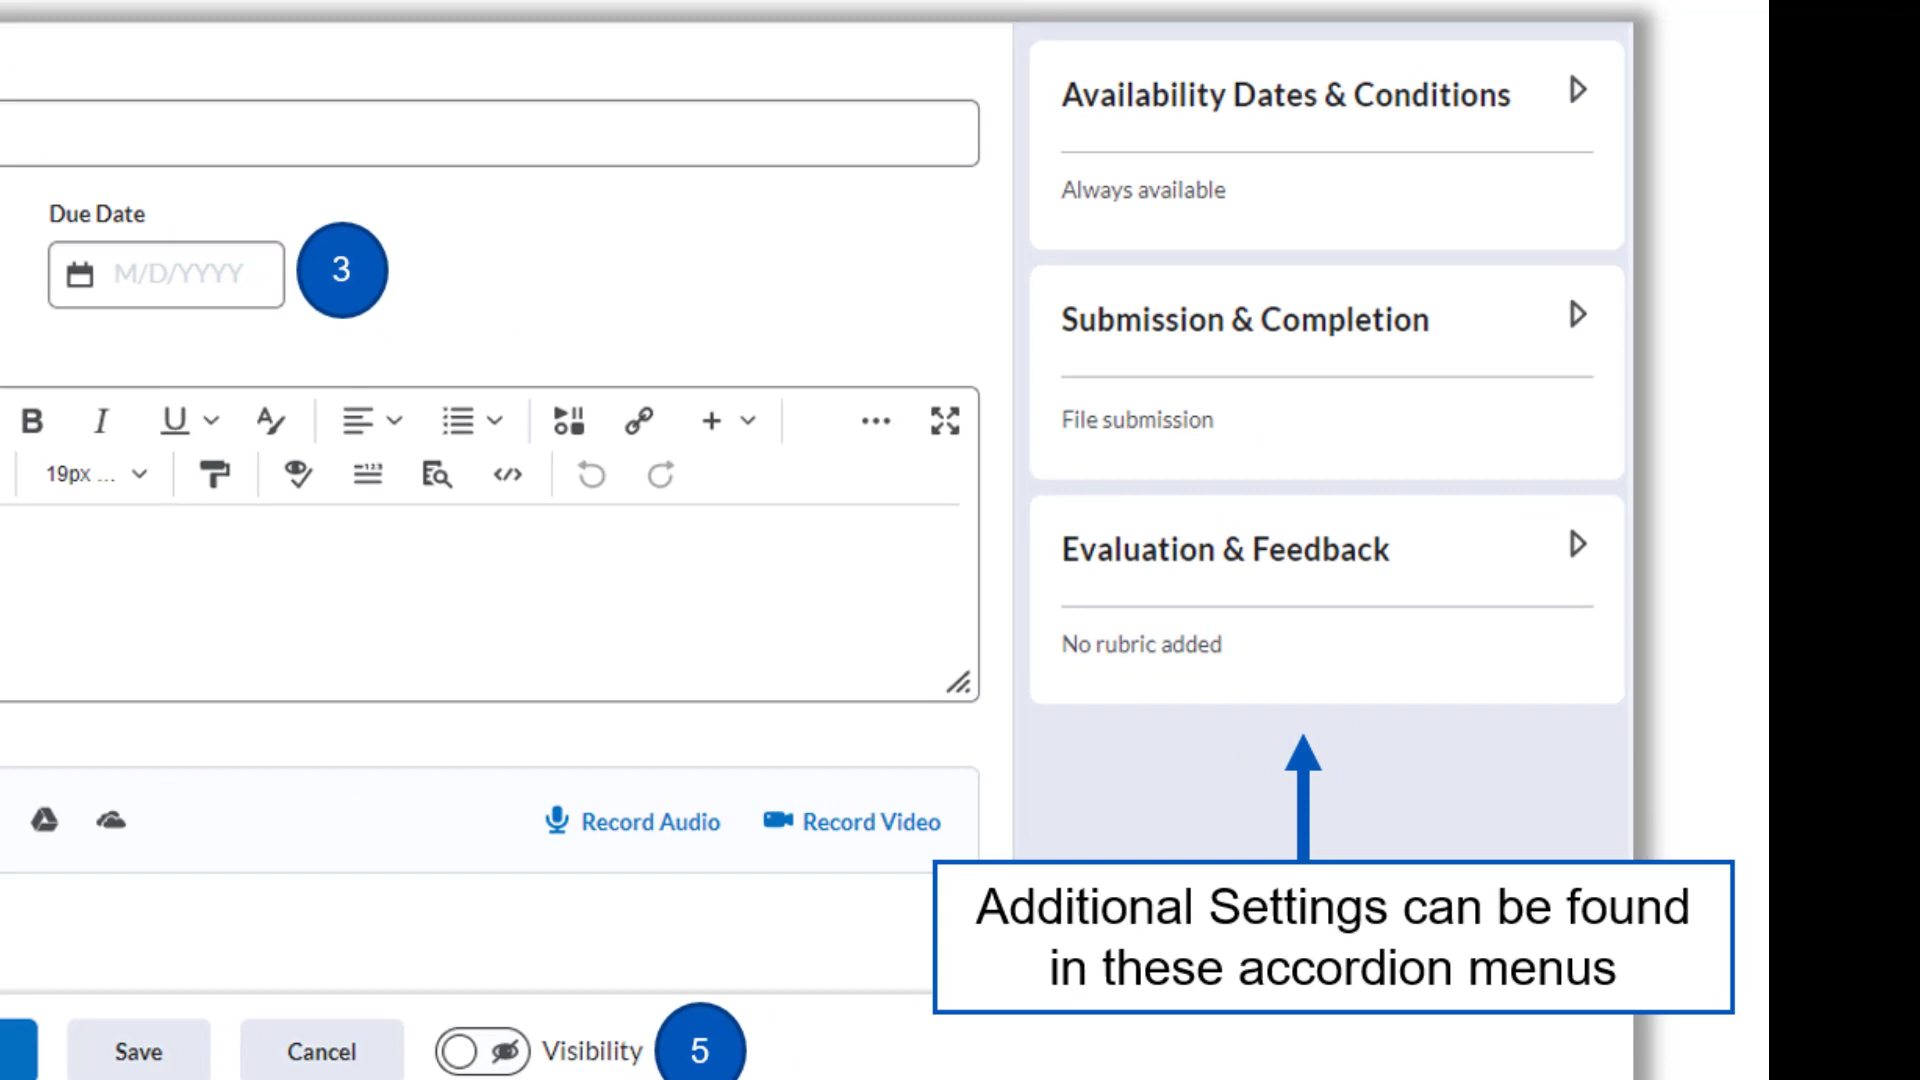 Availability Dates & Conditions
Always available
Due Date
M/D/YYYY
3
Submission & Completion
File submission
B I U A
19px ...
Evaluation & Feedback
No rubric added
Record Audio
Record Video
Additional Settings can be found
in these accordion menus
Save
Cancel
Visibility
5